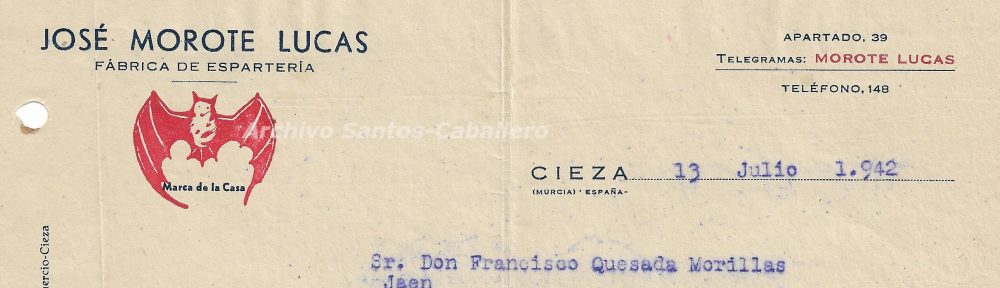 JOSÉ MOROTE LUCAS
FÁBRICA DE ESPARTERÍA
Marca de la Casa
APARTADO, 39
TELEGRAMAS: MOROTE LUCAS
TELÉFONO, 148
Archivo Santos-Caballero
CIEZA 13 Julio 1.942
(MURCIA) · ESPAÑA-
Sr. Don Francisco Quesada Morillas
Jaen
-Cieza